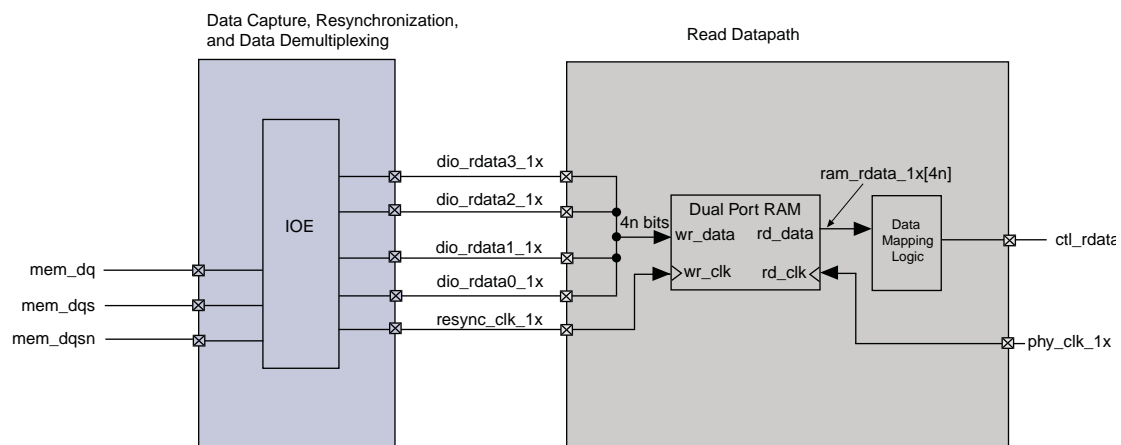 Data Capture, Resynchronization,
and Data Demultiplexing
Read Datapath
IOE
mem_dq
mem_dqs
mem_dqsn
dio_rdata3_1x
dio_rdata2_1x
dio_rdata1_1x
dio_rdata0_1x
resync_clk_1x
4n bits
Dual Port RAM
wr_data rd_data
wr_clk rd_clk
ram_rdata_1x[4n]
Data
Mapping
Logic
ctl_rdata
phy_clk_1x